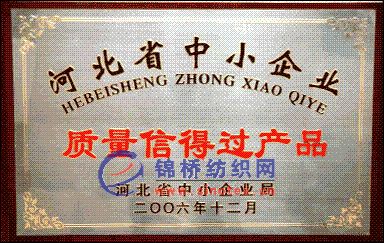 河北省中小企业
HEBEISHENG ZHONG XIAO QIYE
质量信得过产品
锦桥纺织网
河北省中小企业局
二〇〇六年十二月